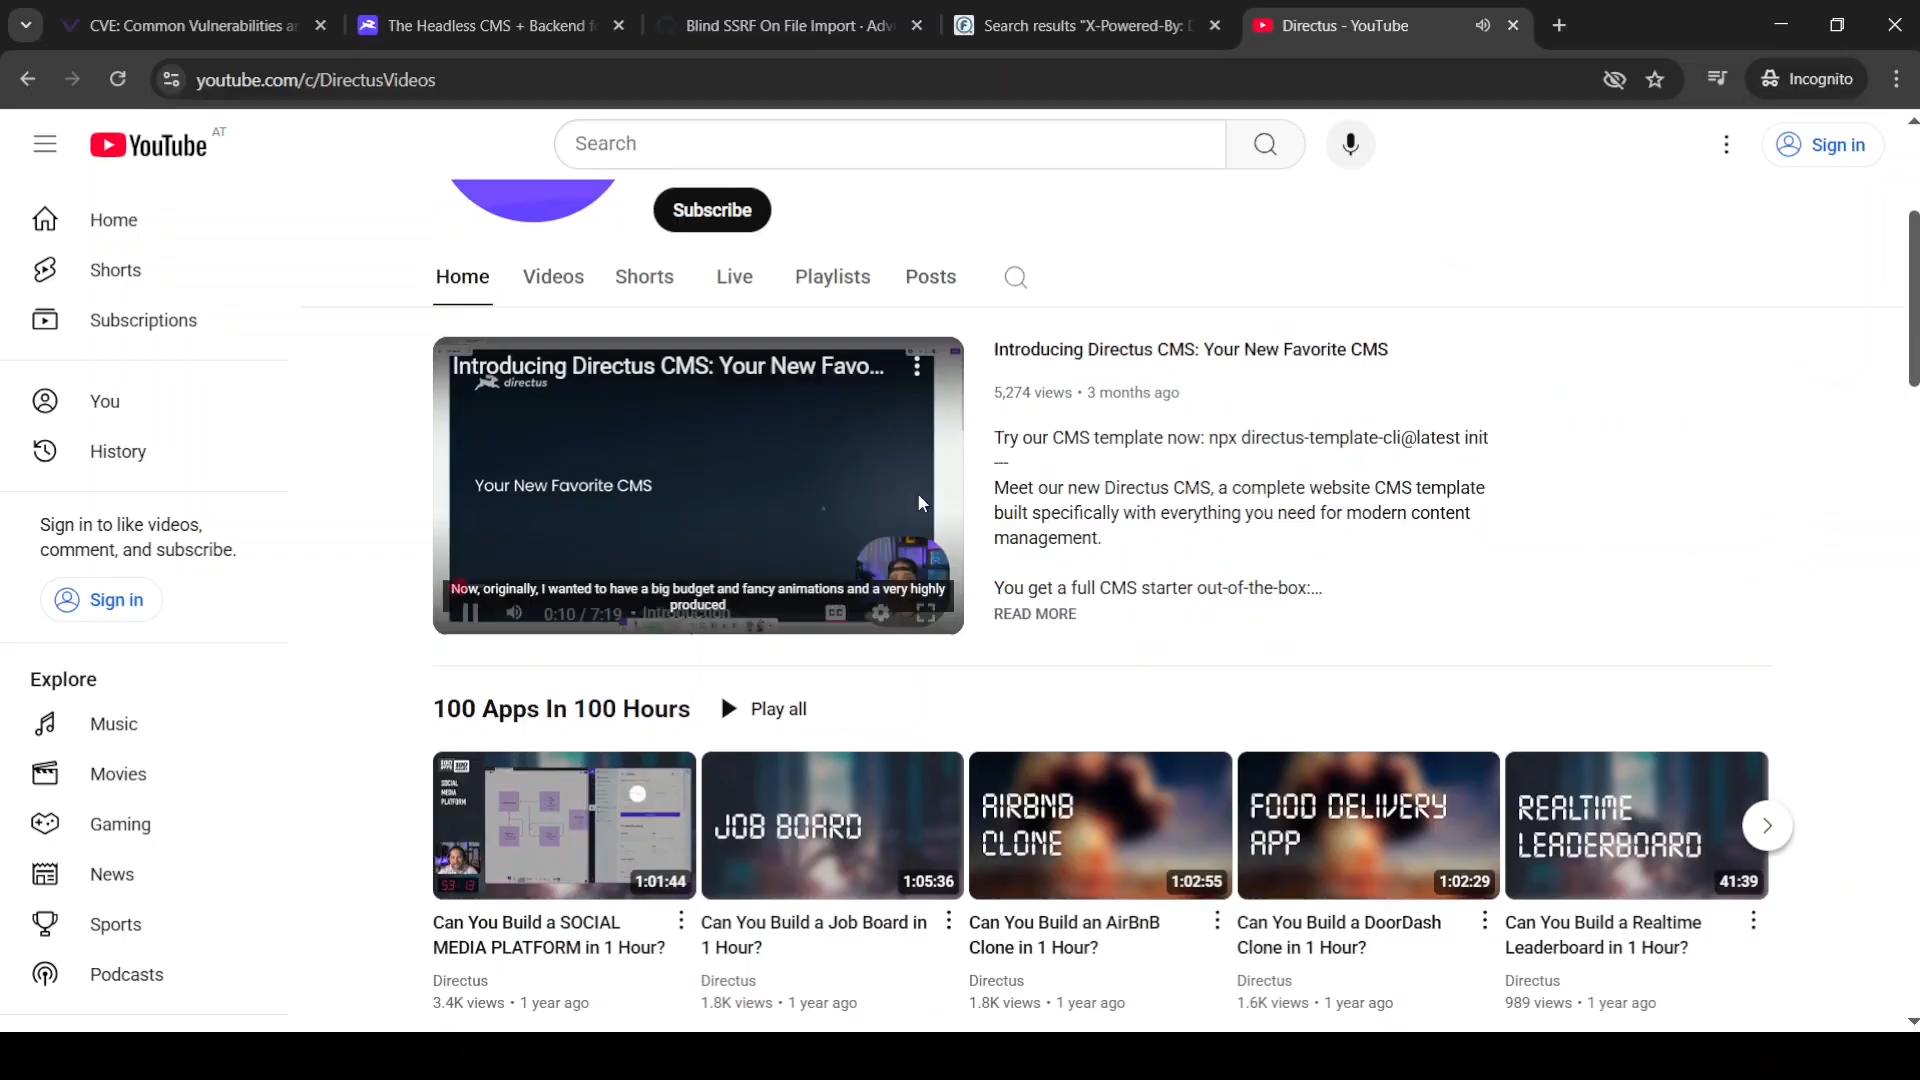 CVE: Common Vulnerabilities a
The Headless CMS + Backend f
Blind SSRF On File Import · Adv
Search results "X-Powered-By: D
Directus - YouTube
youtube.com/c/DirectusVideos
Incognito
YouTube AT
Search
Sign in
Subscribe
Home
Shorts
Subscriptions
You
History
Sign in to like videos,
comment, and subscribe.
Sign in
Explore
Music
Movies
Gaming
News
Sports
Podcasts
Home Videos Shorts Live Playlists Posts
Introducing Directus CMS: Your New Favo...
directus
Your New Favorite CMS
Now, originally, I wanted to have a big budget and fancy animations and a very highly
produced
0:10 / 7:19 • Introduction
CC
Introducing Directus CMS: Your New Favorite CMS
5,274 views • 3 months ago
Try our CMS template now: npx directus-template-cli@latest init
---
Meet our new Directus CMS, a complete website CMS template
built specifically with everything you need for modern content
management.
You get a full CMS starter out-of-the-box:...
READ MORE
100 Apps In 100 Hours
Play all
SOCIAL
MEDIA
PLATFORM
53 13
1:01:44
Can You Build a SOCIAL
MEDIA PLATFORM in 1 Hour?
Directus
3.4K views • 1 year ago
JOB BOARD
1:05:36
Can You Build a Job Board in
1 Hour?
Directus
1.8K views • 1 year ago
AIRBNB
CLONE
1:02:55
Can You Build an AirBnB
Clone in 1 Hour?
Directus
1.8K views • 1 year ago
FOOD DELIVERY
APP
1:02:29
Can You Build a DoorDash
Clone in 1 Hour?
Directus
1.6K views • 1 year ago
REALTIME
LEADERBOARD
41:39
Can You Build a Realtime
Leaderboard in 1 Hour?
Directus
989 views • 1 year ago